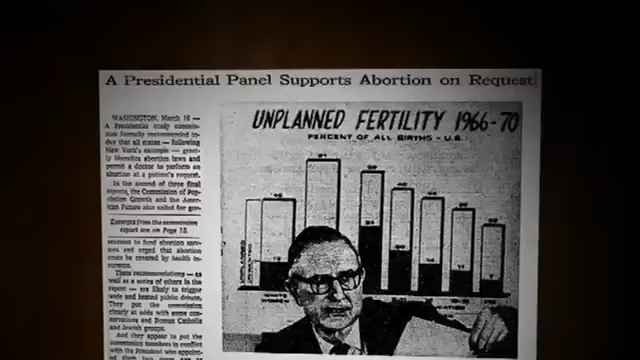 A Presidential Panel Supports Abortion on Request
WASHINGTON, March 16 —
A Presidential study commis-
sion formally recommended to-
day that all states — following
New York's example — great-
ly liberalize abortion laws and
permit a doctor to perform an
abortion at a patient's request.
In the second of three final
reports, the Commission of Pop-
ulation Growth and the Amer-
ican Future also called for gov-
Excerpts from the commission
report are on Page 18.
ernment to fund abortion serv-
ices and urged that abortion
costs be covered by health in-
surance.
These recommendations — as
well as a series of others in the
report — are likely to trigger
wide and heated public debate.
They put the commission
clearly at odds with some con-
servatives and Roman Catholic
and Jewish groups.
And they appear to put the
commission members in conflict
with the President who appoint-
UNPLANNED FERTILITY 1966-70
PERCENT OF ALL BIRTHS - U.S.